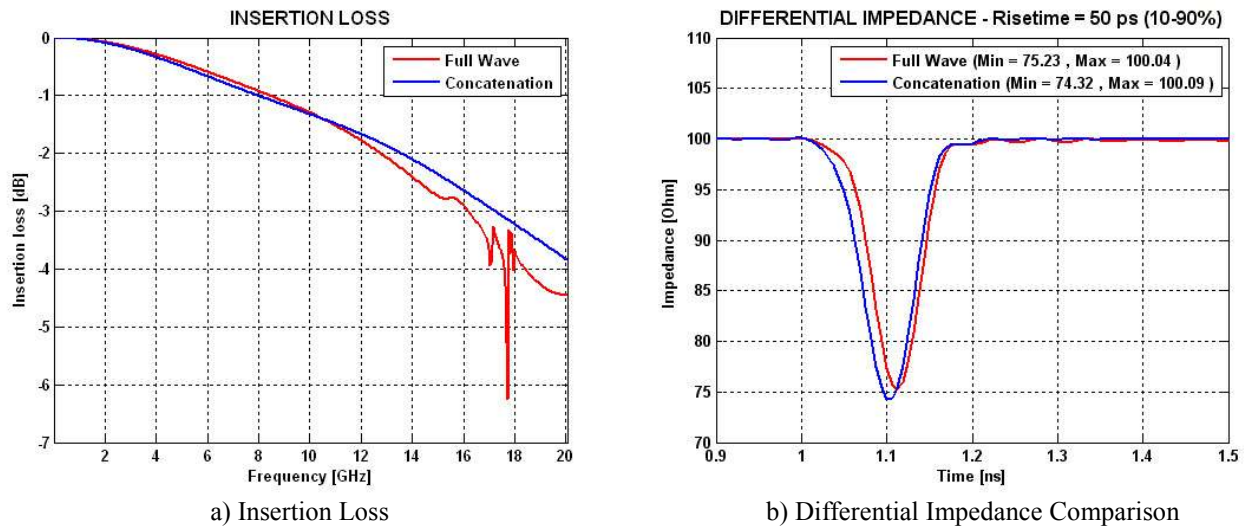 INSERTION LOSS
Full Wave
Concatenation
0
-1
-2
-3
-4
-5
-6
-7
Insertion loss [dB]
2 4 6 8 10 12 14 16 18 20
Frequency [GHz]
a) Insertion Loss
DIFFERENTIAL IMPEDANCE - Risetime = 50 ps (10-90%)
Full Wave (Min = 75.23 , Max = 100.04 )
Concatenation (Min = 74.32 , Max = 100.09 )
110
105
100
95
90
85
80
75
70
Impedance [Ohm]
0.9 1 1.1 1.2 1.3 1.4 1.5
Time [ns]
b) Differential Impedance Comparison